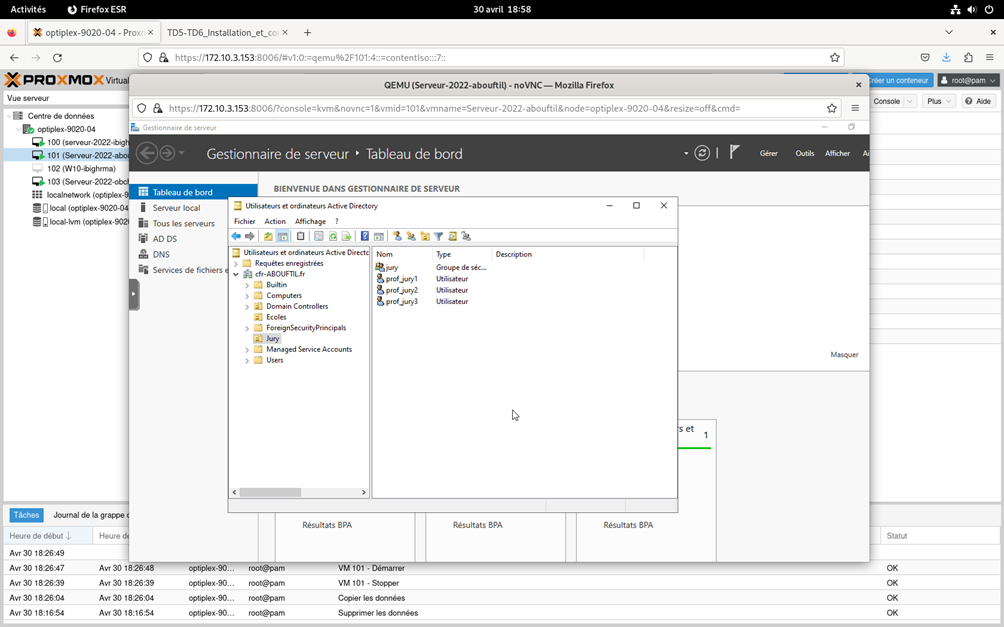 Activités
Firefox ESR
30 avril 18:58
optiplex-9020-04 - Proxm
TD5-TD6_Installation_et_co
https://172.10.3.153:8006/#v1:0:=qemu%2F101:4::=contentIso:::7::
PROXMOX Virtual
Créer un conteneur
root@pam
Vue serveur
Console
Plus
Aide
Centre de données
optiplex-9020-04
100 (serveur-2022-ibigh
101 (Serveur-2022-abou
102 (W10-ibighrma)
103 (Serveur-2022-obo
localnetwork (optiplex-9
local (optiplex-9020
local-lvm (optiplex-902
QEMU (Serveur-2022-abouftil) - noVNC — Mozilla Firefox
https://172.10.3.153:8006/?console=kvm&novnc=1&vmid=101&vmname=Serveur-2022-abouftil&node=optiplex-9020-04&resize=off&cmd=
Gestionnaire de serveur
Gestionnaire de serveur
Tableau de bord
Gérer
Outils
Afficher
Ai
Tableau de bord
Serveur local
Tous les serveurs
AD DS
DNS
Services de fichiers e
BIENVENUE DANS GESTIONNAIRE DE SERVEUR
Utilisateurs et ordinateurs Active Directory
Fichier Action Affichage ?
Utilisateurs et ordinateurs Active Directc
Requêtes enregistrées
cfr-ABOUFTIL.fr
Builtin
Computers
Domain Controllers
Ecoles
ForeignSecurityPrincipals
Jury
Managed Service Accounts
Users
Nom Type Description
jury Groupe de séc...
prof_jury1 Utilisateur
prof_jury2 Utilisateur
prof_jury3 Utilisateur
Masquer
rs et
1
Résultats BPA
Résultats BPA
Résultats BPA
Tâches
Journal de la grappe
Heure de début
Heure de
Statut
Avr 30 18:26:49
Avr 30 18:26:47 Avr 30 18:26:48 optiplex-90... root@pam VM 101 - Démarrer OK
Avr 30 18:26:39 Avr 30 18:26:39 optiplex-90... root@pam VM 101 - Stopper OK
Avr 30 18:26:04 Avr 30 18:26:04 optiplex-90... root@pam Copier les données OK
Avr 30 18:16:54 Avr 30 18:16:54 optiplex-90... root@pam Supprimer les données OK